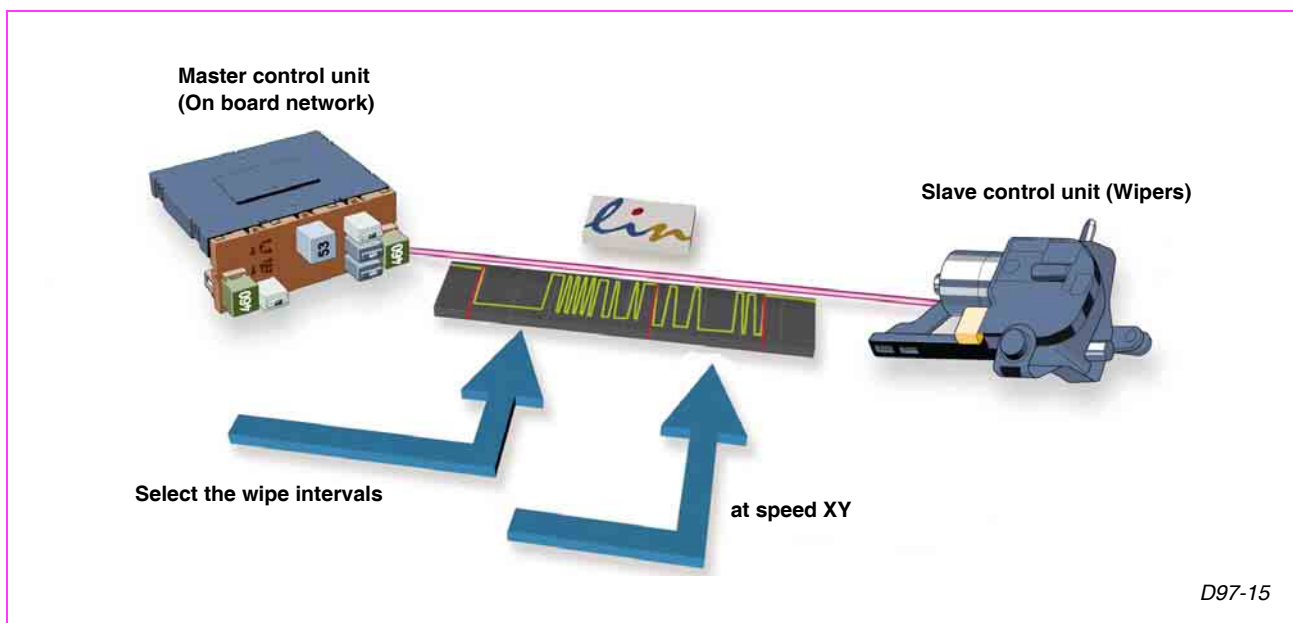 Master control unit
(On board network)
Slave control unit (Wipers)
lin
53
460
460
Select the wipe intervals
at speed XY
D97-15